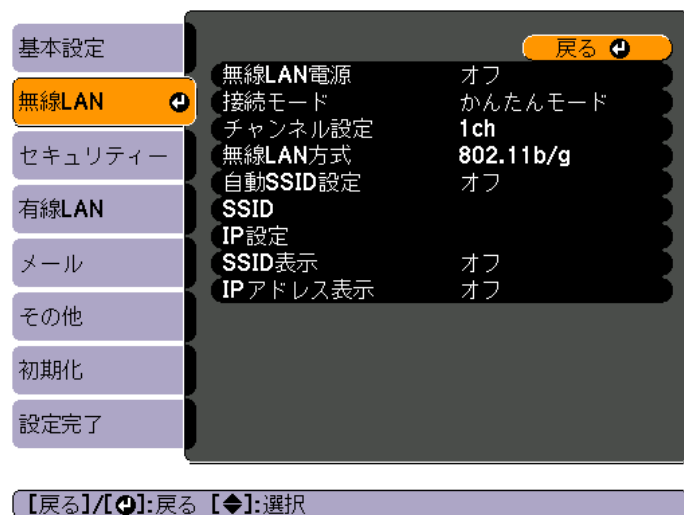 基本設定
無線LAN
セキュリティー
有線LAN
メール
その他
初期化
設定完了
戻る
無線LAN電源 オフ
接続モード かんたんモード
チャンネル設定 1ch
無線LAN方式 802.11b/g
自動SSID設定 オフ
SSID
IP設定
SSID表示 オフ
IPアドレス表示 オフ
【戻る】/[⏎]:戻る 【◆】:選択